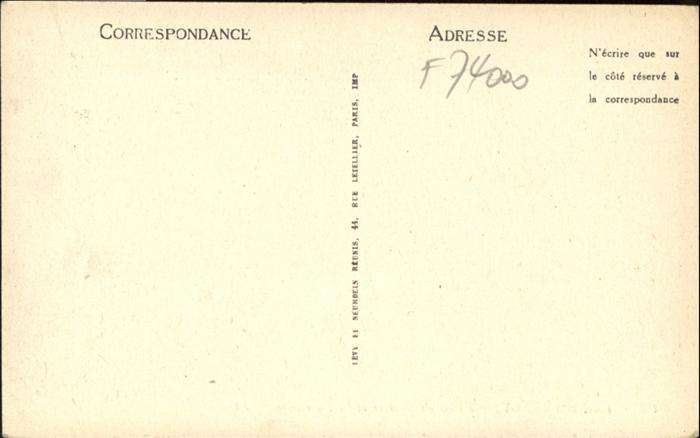 CORRESPONDANCE
ADRESSE
F 74000
N'écrire que sur
le côté réservé à
la correspondance
LEVY ET NEURDEIN RÉUNIS, 44, RUE LETELLIER, PARIS, IMP